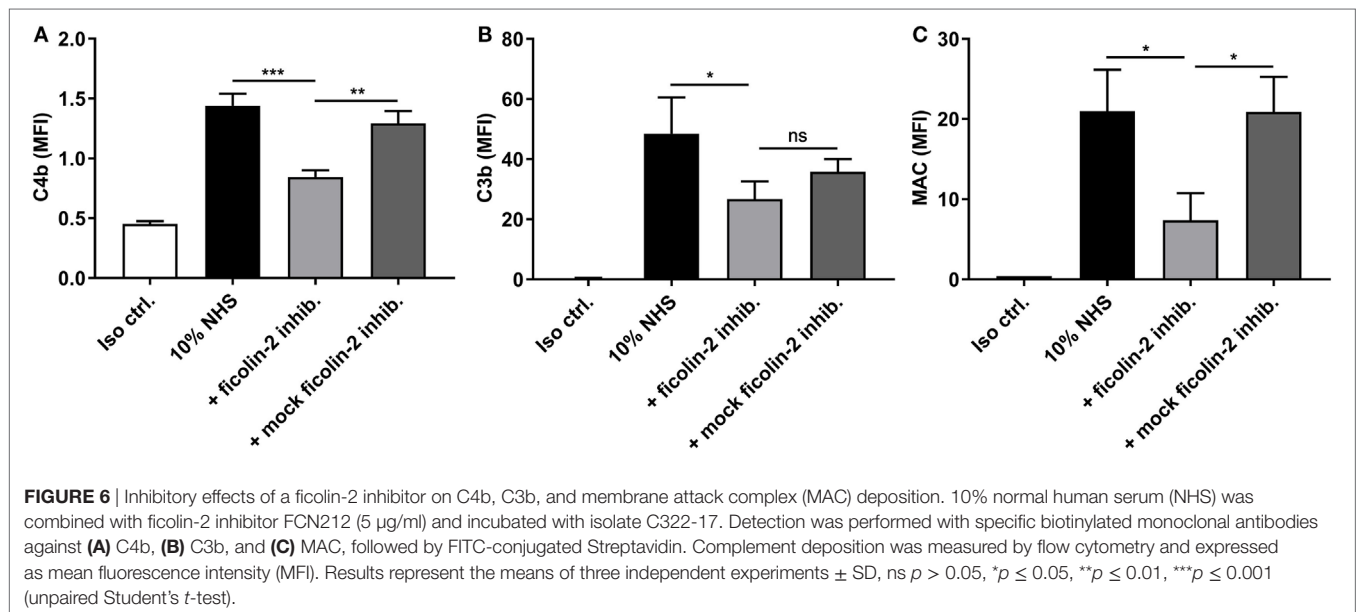 A
2.0
1.5
1.0
0.5
0.0
C4b (MFI)
***
**
Iso ctrl.
10% NHS
+ ficolin-2 inhib.
+ mock ficolin-2 inhib.
B
80
60
40
20
0
C3b (MFI)
*
ns
Iso ctrl.
10% NHS
+ ficolin-2 inhib.
+ mock ficolin-2 inhib.
C
30
20
10
0
MAC (MFI)
*
*
Iso ctrl.
10% NHS
+ ficolin-2 inhib.
+ mock ficolin-2 inhib.
FIGURE 6 | Inhibitory effects of a ficolin-2 inhibitor on C4b, C3b, and membrane attack complex (MAC) deposition. 10% normal human serum (NHS) was
combined with ficolin-2 inhibitor FCN212 (5 µg/ml) and incubated with isolate C322-17. Detection was performed with specific biotinylated monoclonal antibodies
against (A) C4b, (B) C3b, and (C) MAC, followed by FITC-conjugated Streptavidin. Complement deposition was measured by flow cytometry and expressed
as mean fluorescence intensity (MFI). Results represent the means of three independent experiments ± SD, ns p > 0.05, *p ≤ 0.05, **p ≤ 0.01, ***p ≤ 0.001
(unpaired Student's t-test).